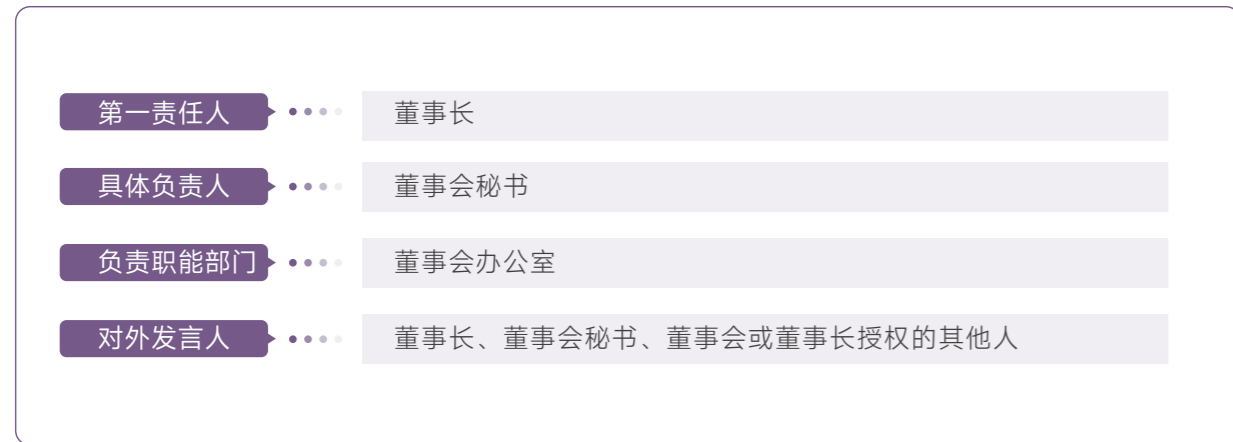 第一责任人 董事长
具体负责人 董事会秘书
负责职能部门 董事会办公室
对外发言人 董事长、董事会秘书、董事会或董事长授权的其他人